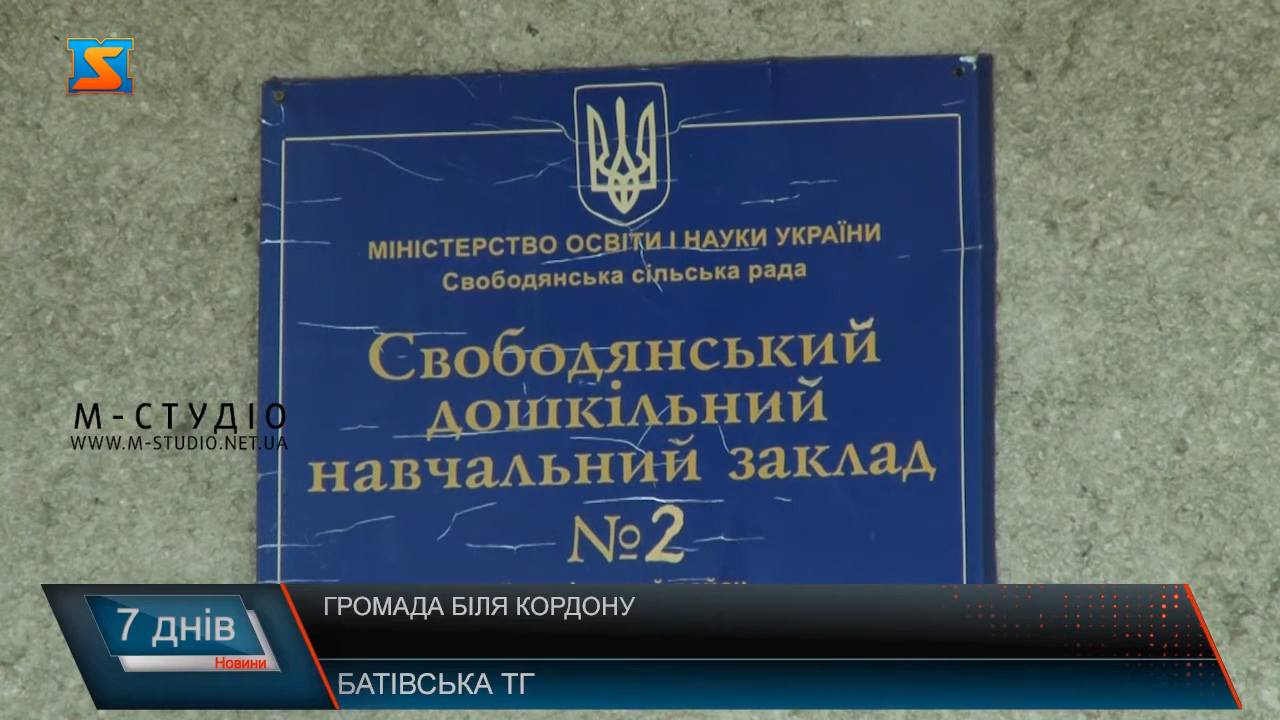 МІНІСТЕРСТВО ОСВІТИ І НАУКИ УКРАЇНИ
Свободянська сільська рада
Свободянський
дошкільний
навчальний заклад
№2
М-СТУДІО
WWW.M-STUDIO.NET.UA
7 днів
Новини
ГРОМАДА БІЛЯ КОРДОНУ
БАТІВСЬКА ТГ